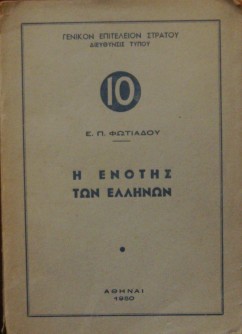 ΓΕΝΙΚΟΝ ΕΠΙΤΕΛΕΙΟΝ ΣΤΡΑΤΟΥ
ΔΙΕΥΘΥΝΣΙΣ ΤΥΠΟΥ
10
Ε. Π. ΦΩΤΙΑΔΟΥ
Η ΕΝΟΤΗΣ
ΤΩΝ ΕΛΛΗΝΩΝ
ΑΘΗΝΑΙ
1950